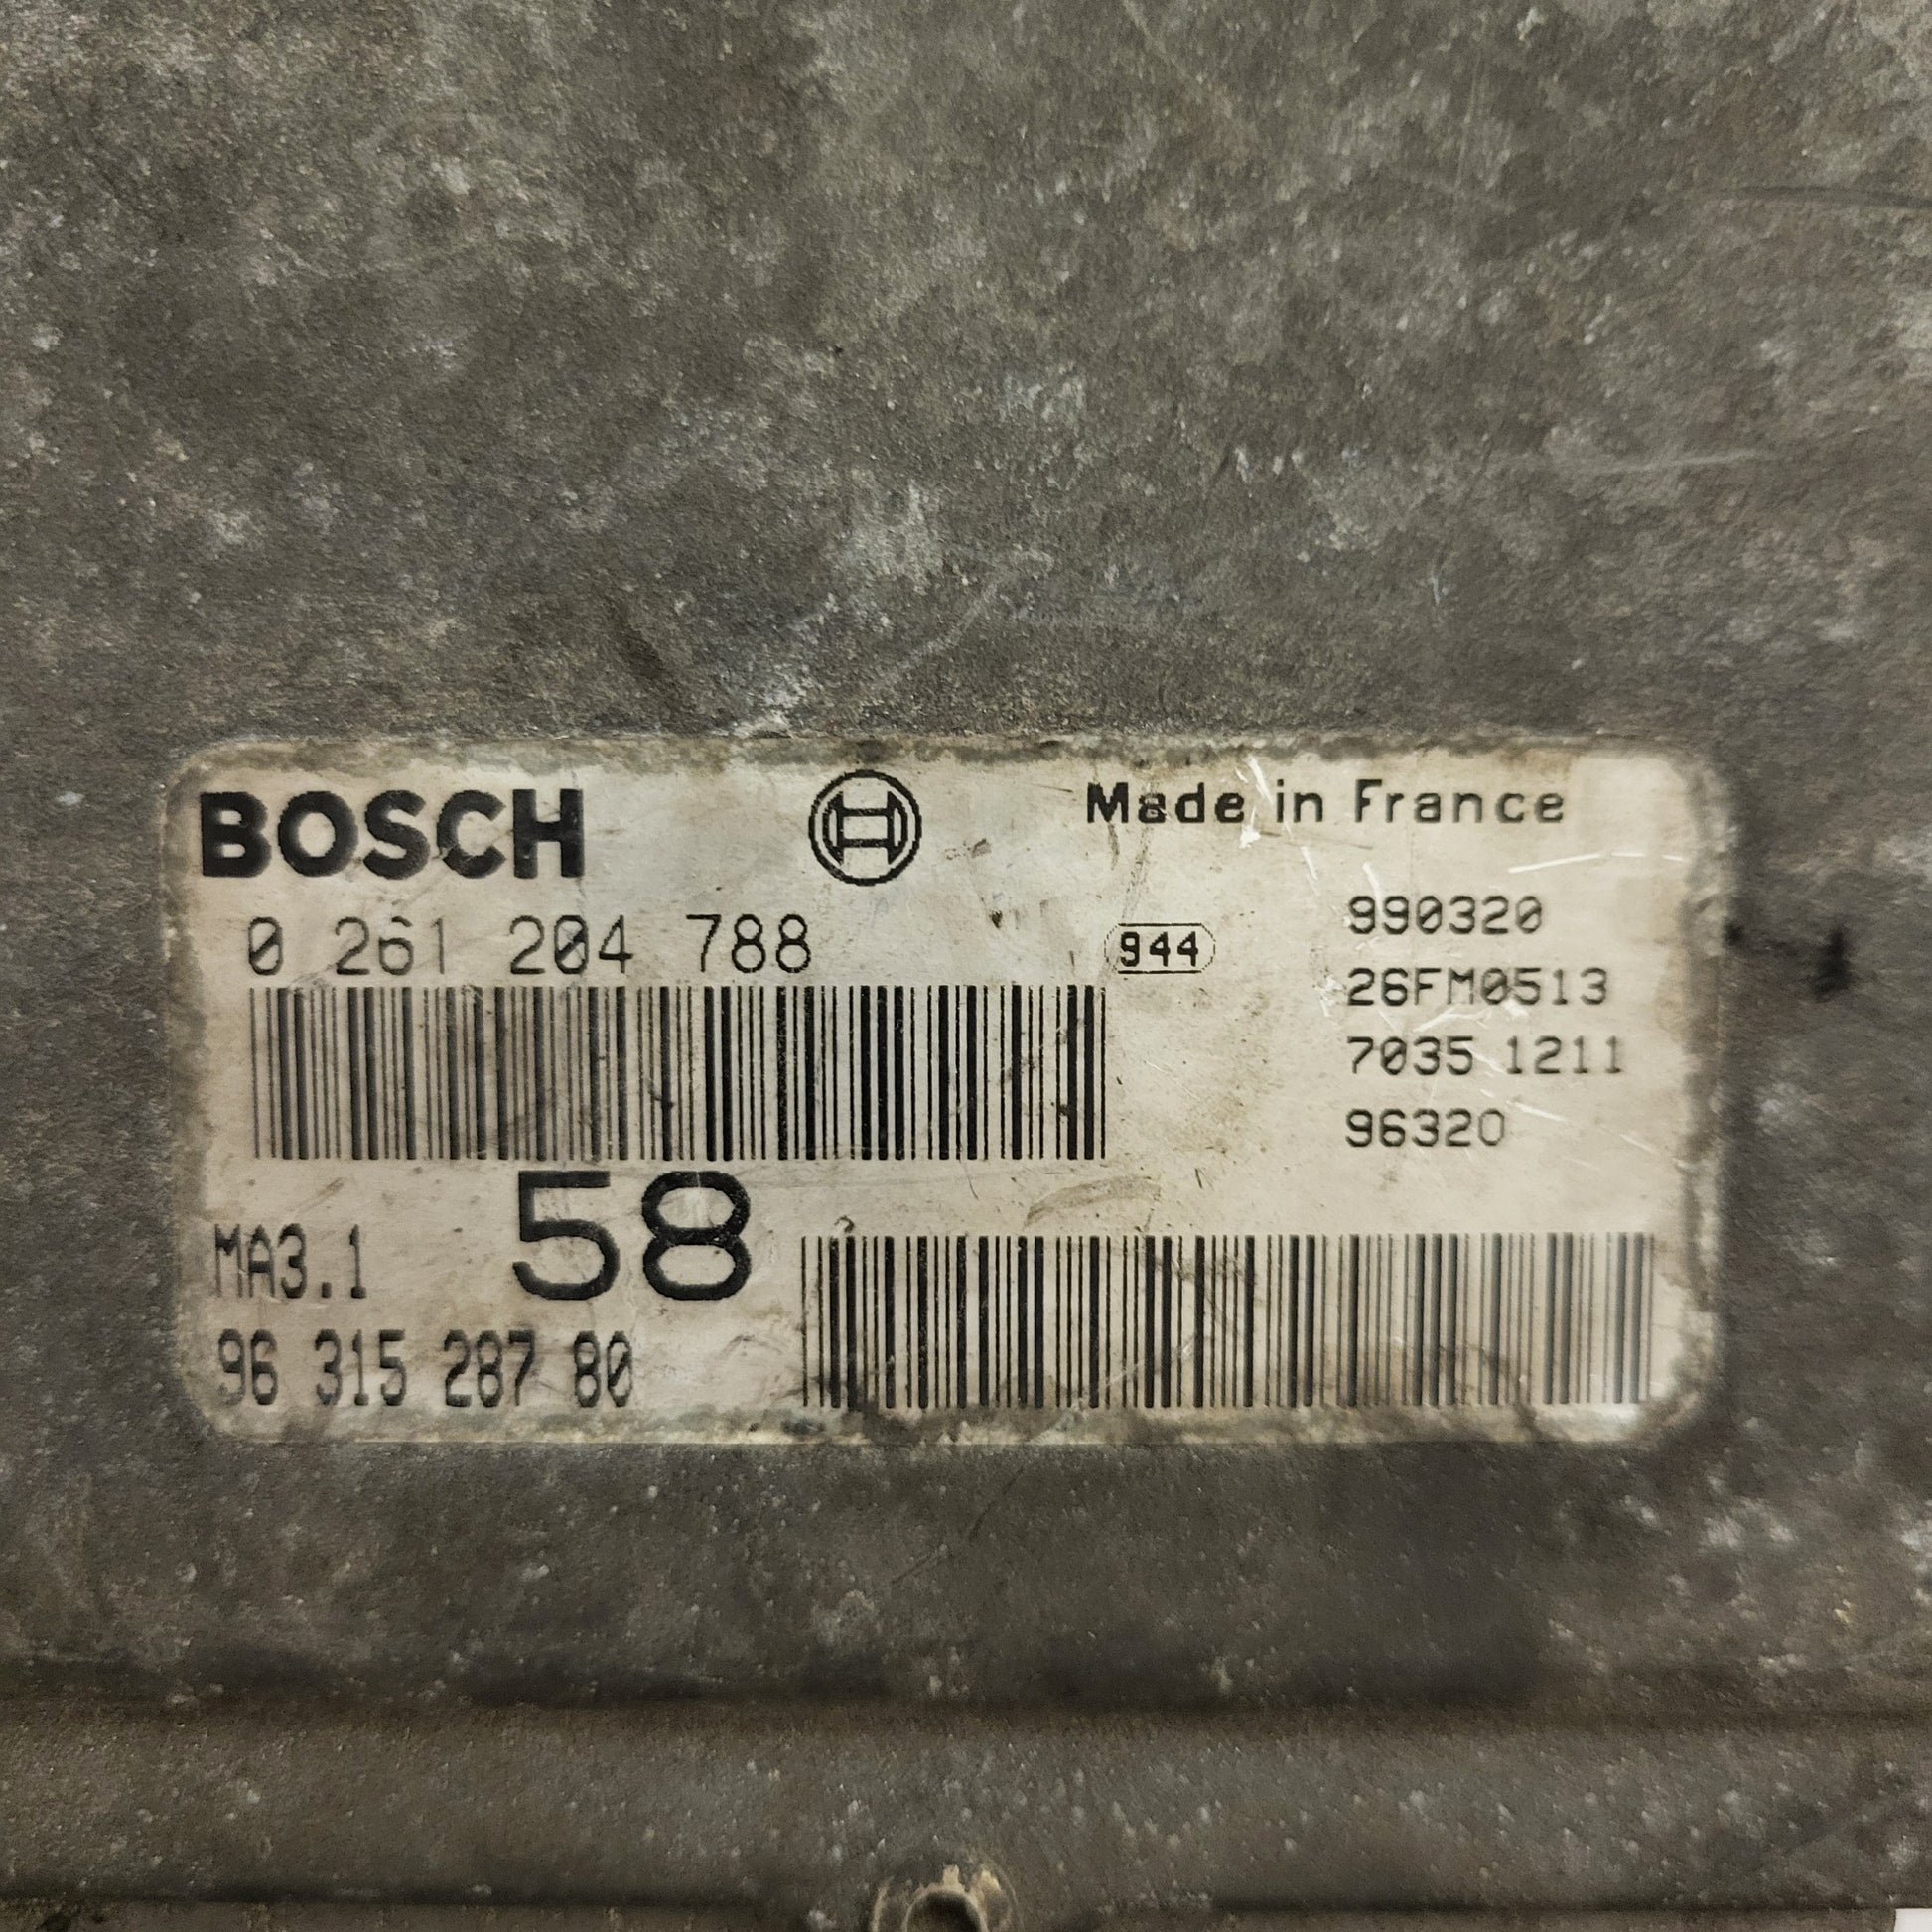 BOSCH
Made in France
0 261 204 788
944
990320
26FM0513
7035 1211
96320
MA3.1
58
96 315 287 80